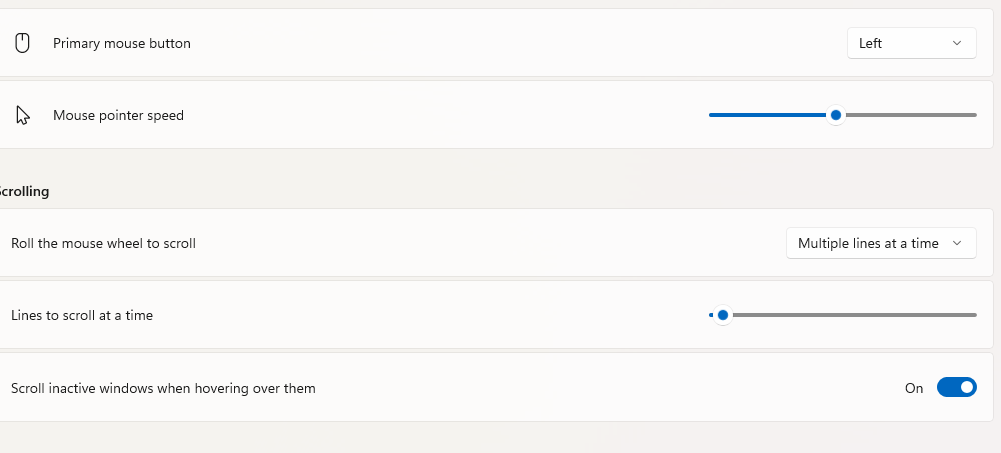 Primary mouse button
Left
Mouse pointer speed
Scrolling
Roll the mouse wheel to scroll
Multiple lines at a time
Lines to scroll at a time
Scroll inactive windows when hovering over them
On